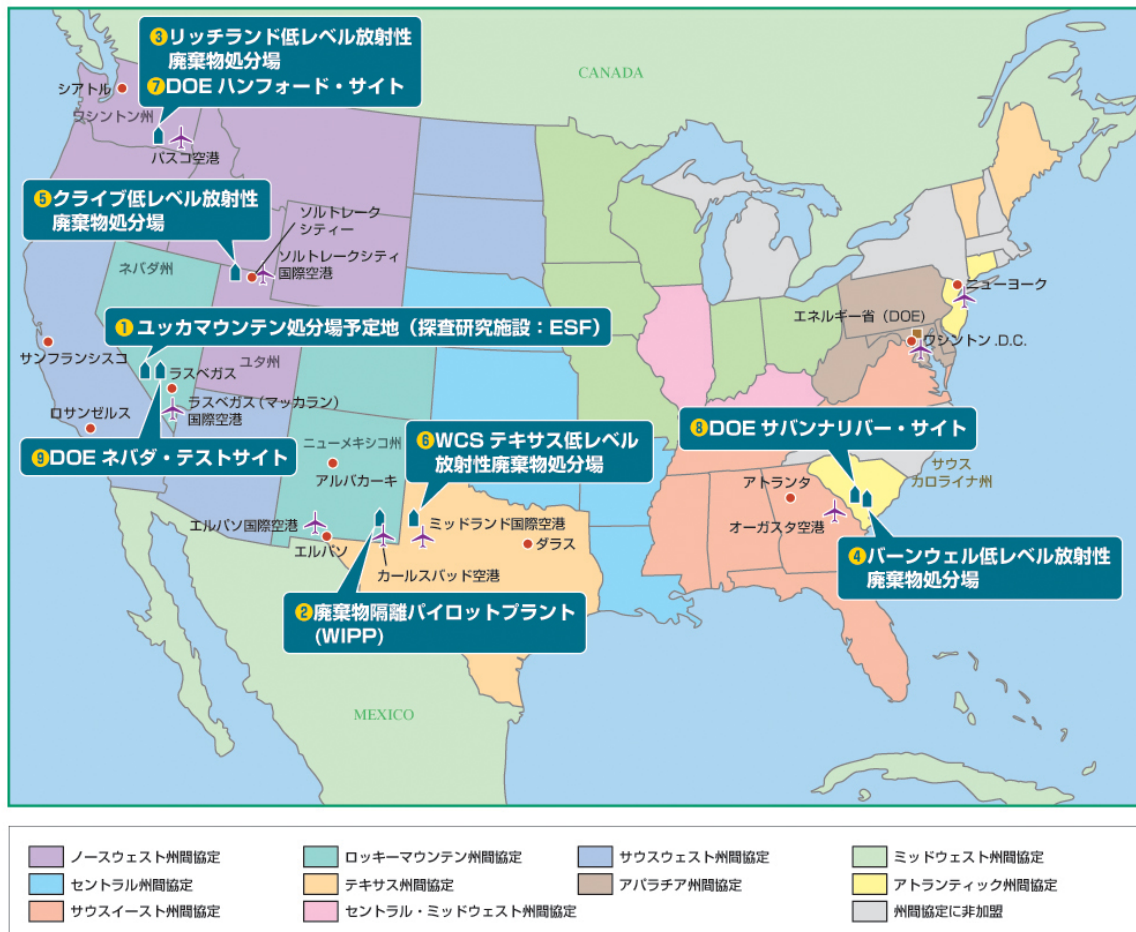 ③リッチランド低レベル放射性
廃棄物処分場
⑦DOE ハンフォード・サイト
CANADA
シアトル
ワシントン州
パスコ空港
⑤クライブ低レベル放射性
廃棄物処分場
ソルトレーク
シティー
ソルトレークシティ
国際空港
ネバダ州
ニューヨーク
エネルギー省（DOE）
ワシントン .D.C.
①ユッカマウンテン処分場予定地（探査研究施設：ESF）
サンフランシスコ
ユタ州
ラスベガス
ラスベガス（マッカラン）
国際空港
ロサンゼルス
⑨DOE ネバダ・テストサイト
ニューメキシコ州
アルバカーキ
⑥WCS テキサス低レベル
放射性廃棄物処分場
⑧DOE サバンナリバー・サイト
サウス
カロライナ州
アトランタ
オーガスタ空港
エルパソ国際空港
エルパソ
ミッドランド国際空港
ダラス
カールスバッド空港
④バーンウェル低レベル放射性
廃棄物処分場
②廃棄物隔離パイロットプラント
(WIPP)
MEXICO
ノースウェスト州間協定
ロッキーマウンテン州間協定
サウスウェスト州間協定
ミッドウェスト州間協定
セントラル州間協定
テキサス州間協定
アパラチア州間協定
アトランティック州間協定
サウスイースト州間協定
セントラル・ミッドウェスト州間協定
州間協定に非加盟